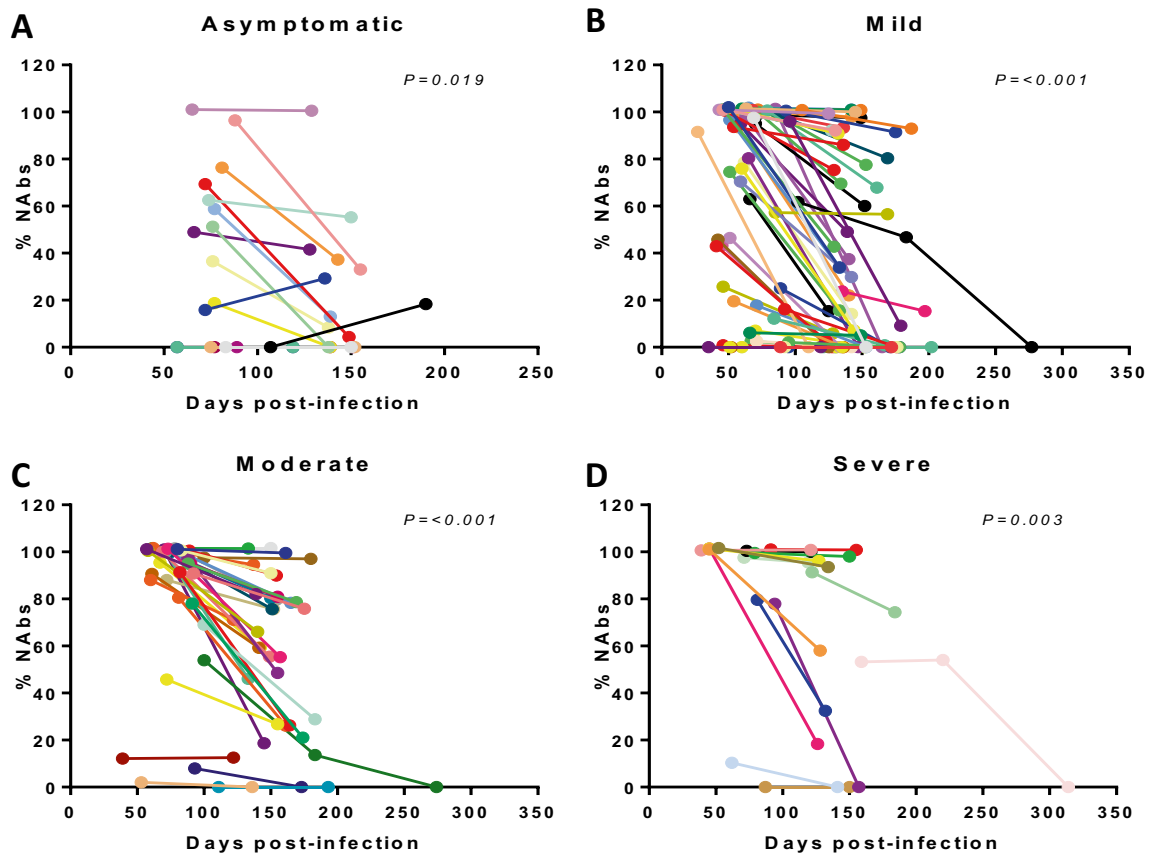 A
Asymptomatic
P=0.019
120
100
80
60
40
20
0
% NAbs
0 50 100 150 200 250
Days post-infection
B
Mild
P=<0.001
120
100
80
60
40
20
0
% NAbs
0 50 100 150 200 250 300 350
Days post-infection
C
Moderate
P=<0.001
120
100
80
60
40
20
0
% NAbs
0 50 100 150 200 250 300 350
Days post-infection
D
Severe
P=0.003
120
100
80
60
40
20
0
% NAbs
0 50 100 150 200 250 300 350
Days post-infection